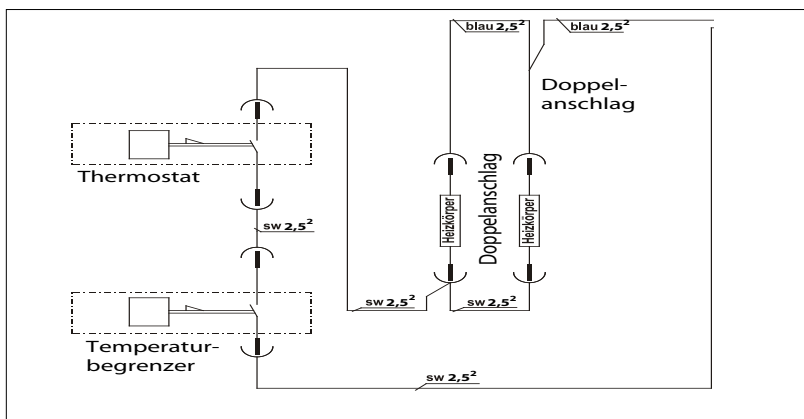 blau 2,5²
blau 2,5²
Doppel-
anschlag
Thermostat
Doppelanschlag
Heizkörper
Heizkörper
sw 2,5²
sw 2,5²
sw 2,5²
Temperatur-
begrenzer
sw 2,5²